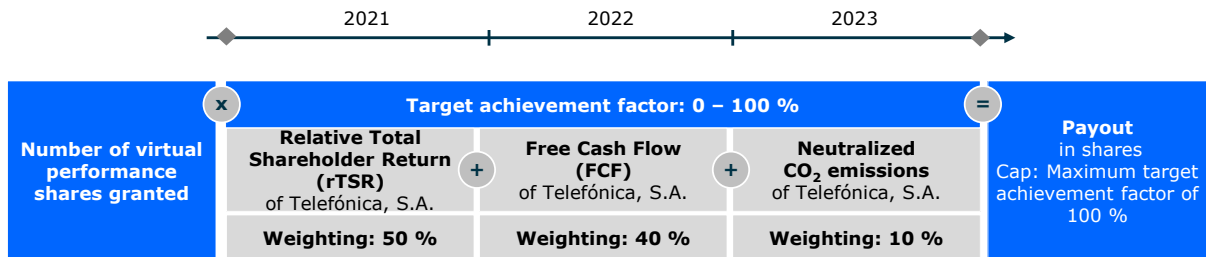 2021 2022 2023
x Target achievement factor: 0 – 100 % =
Number of virtual
performance
shares granted
Relative Total
Shareholder Return
(rTSR)
of Telefónica, S.A.
+
Free Cash Flow
(FCF)
of Telefónica, S.A.
+
Neutralized
CO₂ emissions
of Telefónica, S.A.
Weighting: 50 % Weighting: 40 % Weighting: 10 %
Payout
in shares
Cap: Maximum target
achievement factor of
100 %